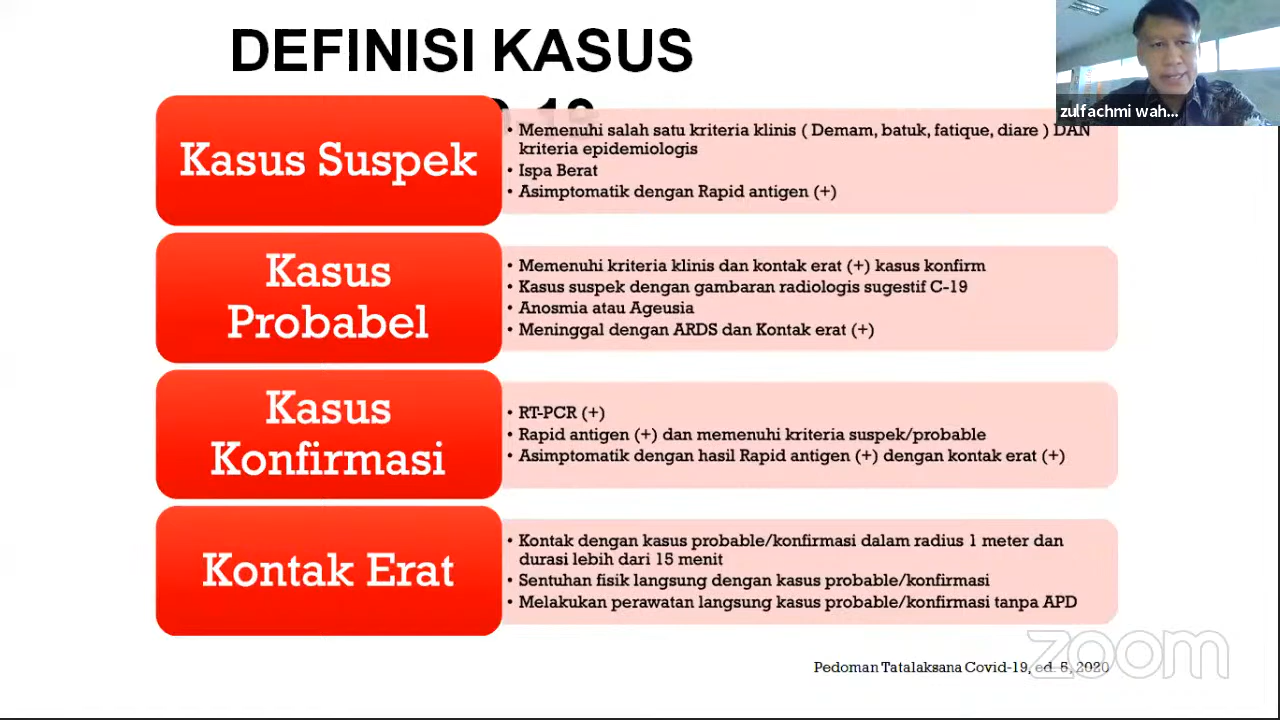 DEFINISI KASUS
zulfachmi wah...
Kasus Suspek
• Memenuhi salah satu kriteria klinis ( Demam, batuk, fatique, diare ) DAN
kriteria epidemiologis
• Ispa Berat
• Asimptomatik dengan Rapid antigen (+)
Kasus
Probabel
• Memenuhi kriteria klinis dan kontak erat (+) kasus konfirm
• Kasus suspek dengan gambaran radiologis sugestif C-19
• Anosmia atau Ageusia
• Meninggal dengan ARDS dan Kontak erat (+)
Kasus
Konfirmasi
• RT-PCR (+)
• Rapid antigen (+) dan memenuhi kriteria suspek/probable
• Asimptomatik dengan hasil Rapid antigen (+) dengan kontak erat (+)
Kontak Erat
• Kontak dengan kasus probable/konfirmasi dalam radius 1 meter dan
durasi lebih dari 15 menit
• Sentuhan fisik langsung dengan kasus probable/konfirmasi
• Melakukan perawatan langsung kasus probable/konfirmasi tanpa APD
zoom
Pedoman Tatalaksana Covid-19, ed. 5, 2020